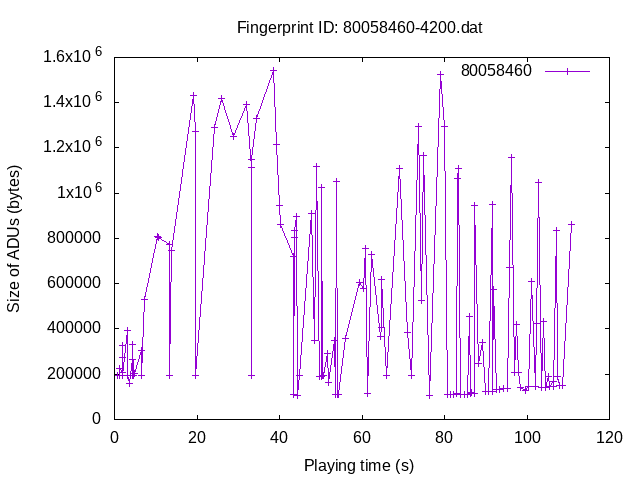 Fingerprint ID: 80058460-4200.dat
1.6x10^6
1.4x10^6
1.2x10^6
1x10^6
800000
600000
400000
200000
0
Size of ADUs (bytes)
80058460
0 20 40 60 80 100 120
Playing time (s)